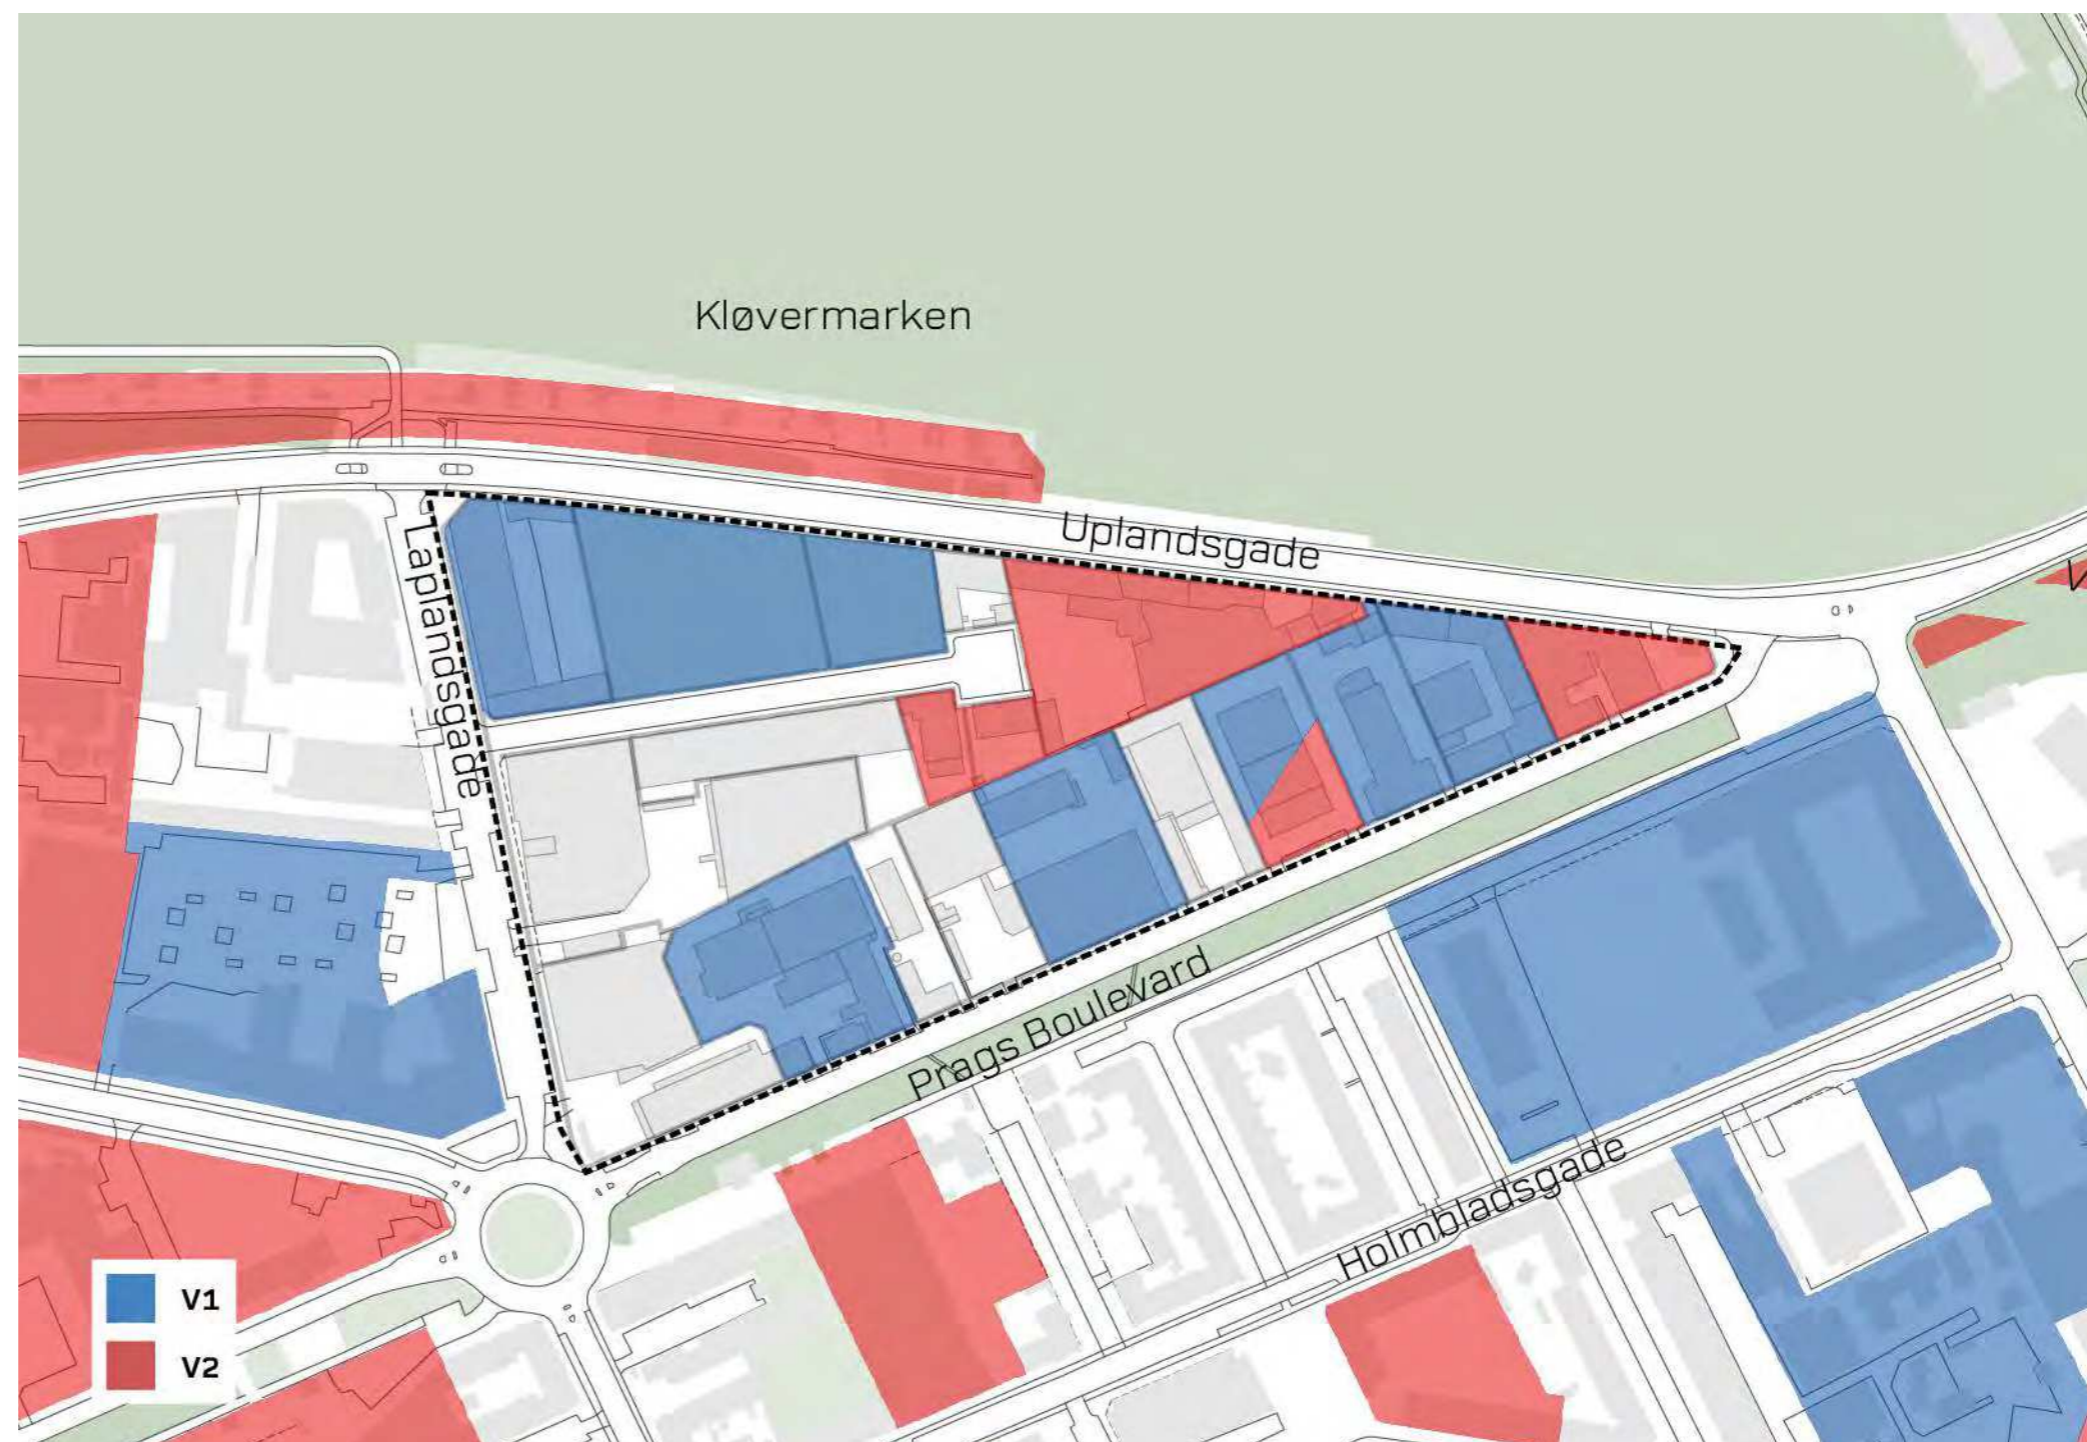 Kløvermarken
Uplandsgade
Laplandsgade
Prags Boulevard
Holmbladsgade
V1
V2